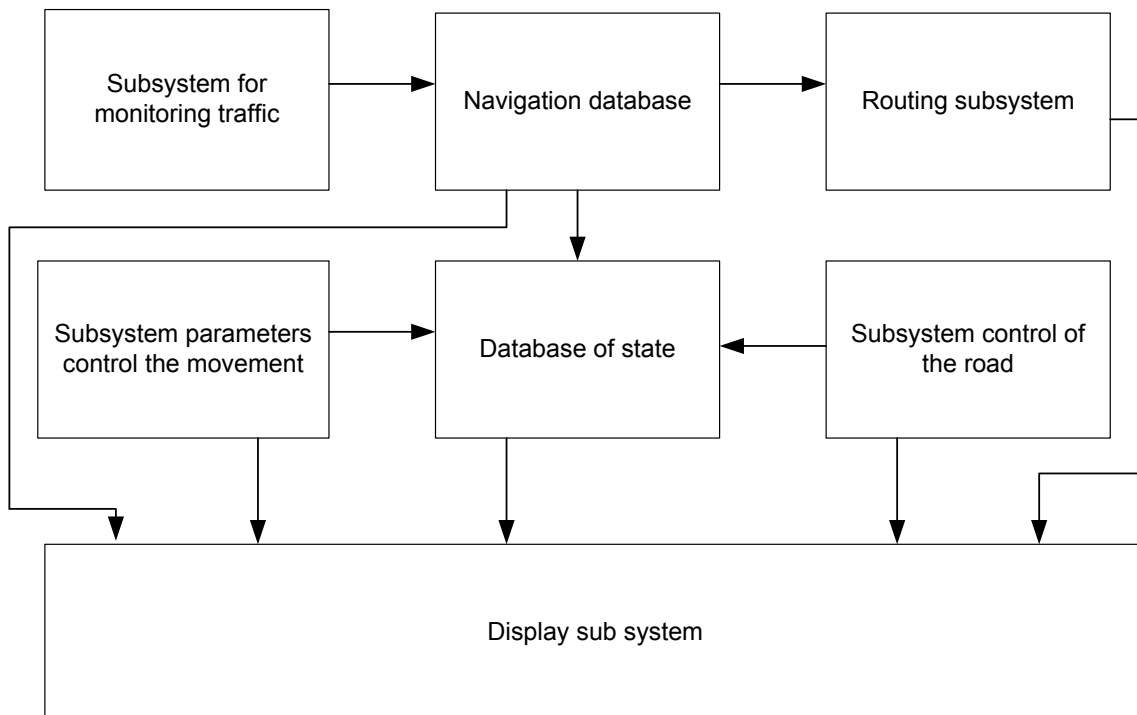 Subsystem for
monitoring traffic
Navigation database
Routing subsystem
Subsystem parameters
control the movement
Database of state
Subsystem control of
the road
Display sub system